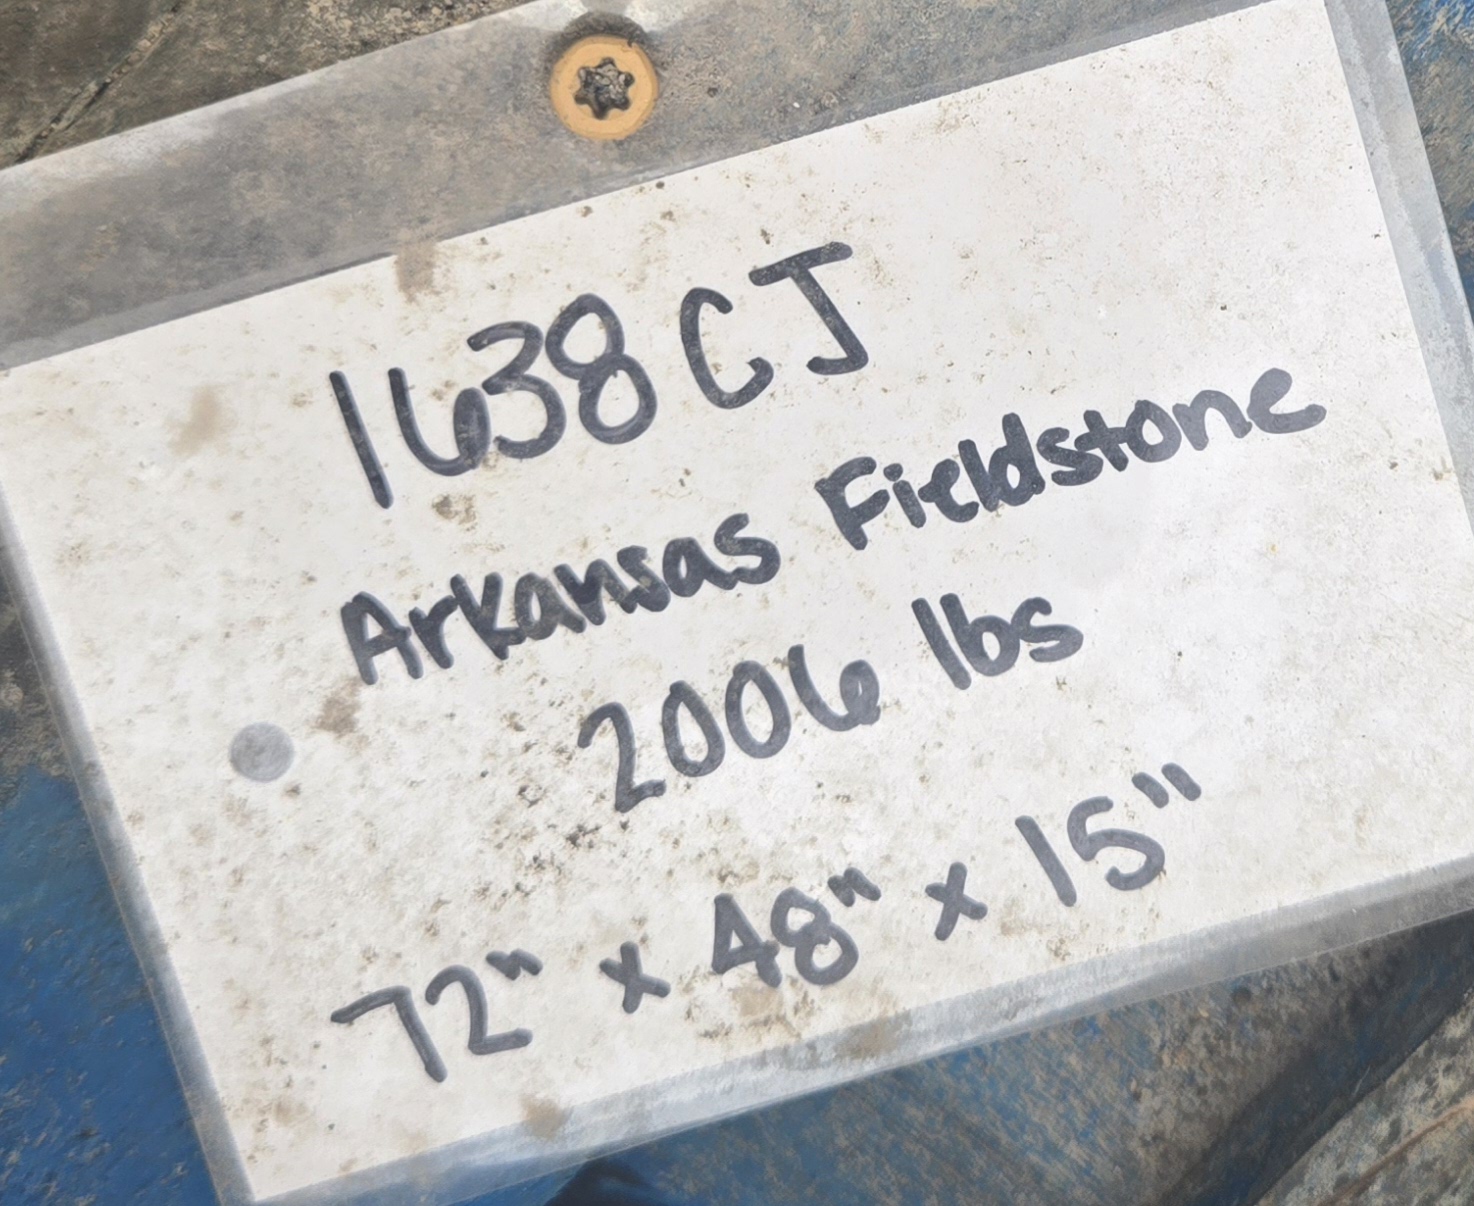 1638 CJ
Arkansas Fieldstone
2006 lbs
72" x 48" x 15"